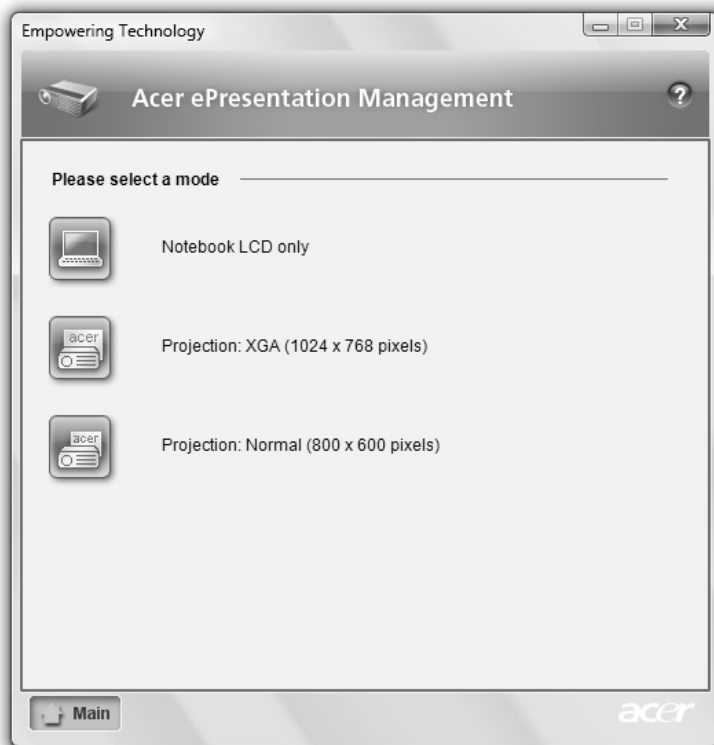 Empowering Technology
Acer ePresentation Management
?
Please select a mode
Notebook LCD only
acer
Projection: XGA (1024 x 768 pixels)
acer
Projection: Normal (800 x 600 pixels)
Main
acer